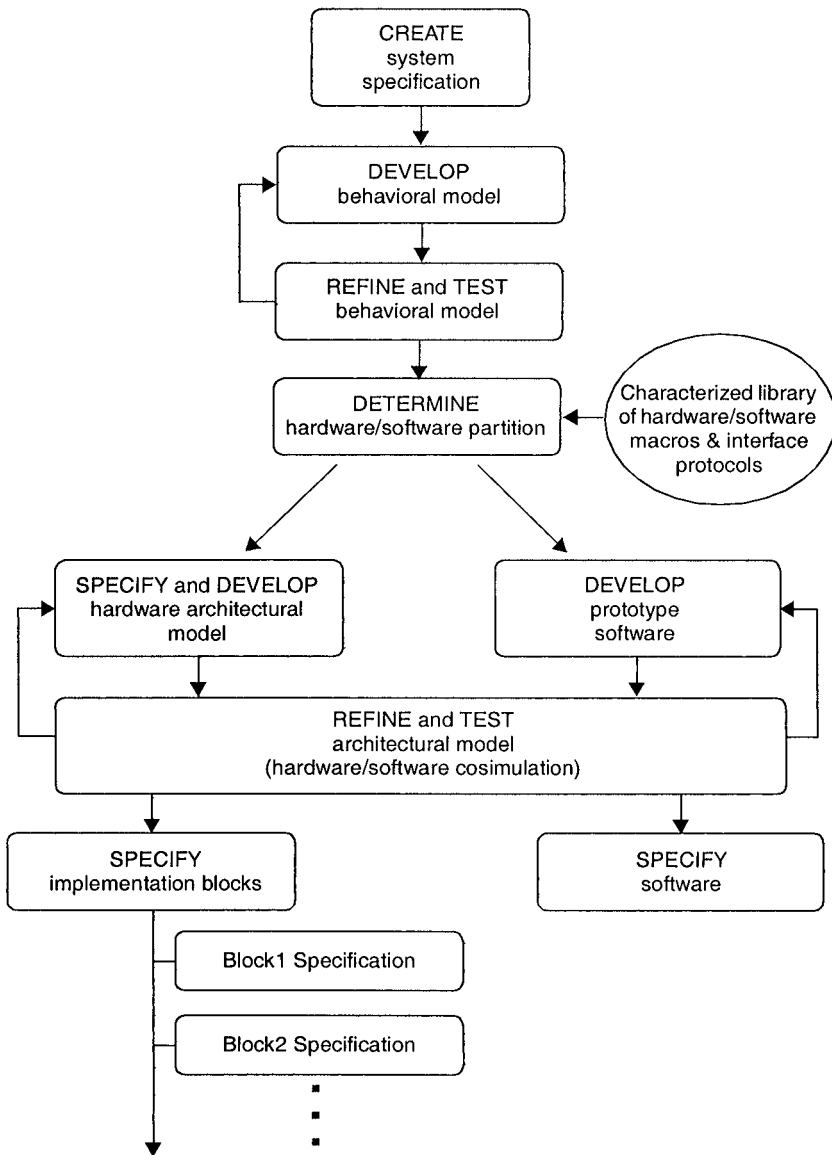 CREATE
system
specification
DEVELOP
behavioral model
REFINE and TEST
behavioral model
DETERMINE
hardware/software partition
Characterized library
of hardware/software
macros & interface
protocols
SPECIFY and DEVELOP
hardware architectural
model
DEVELOP
prototype
software
REFINE and TEST
architectural model
(hardware/software cosimulation)
SPECIFY
implementation blocks
SPECIFY
software
Block1 Specification
Block2 Specification